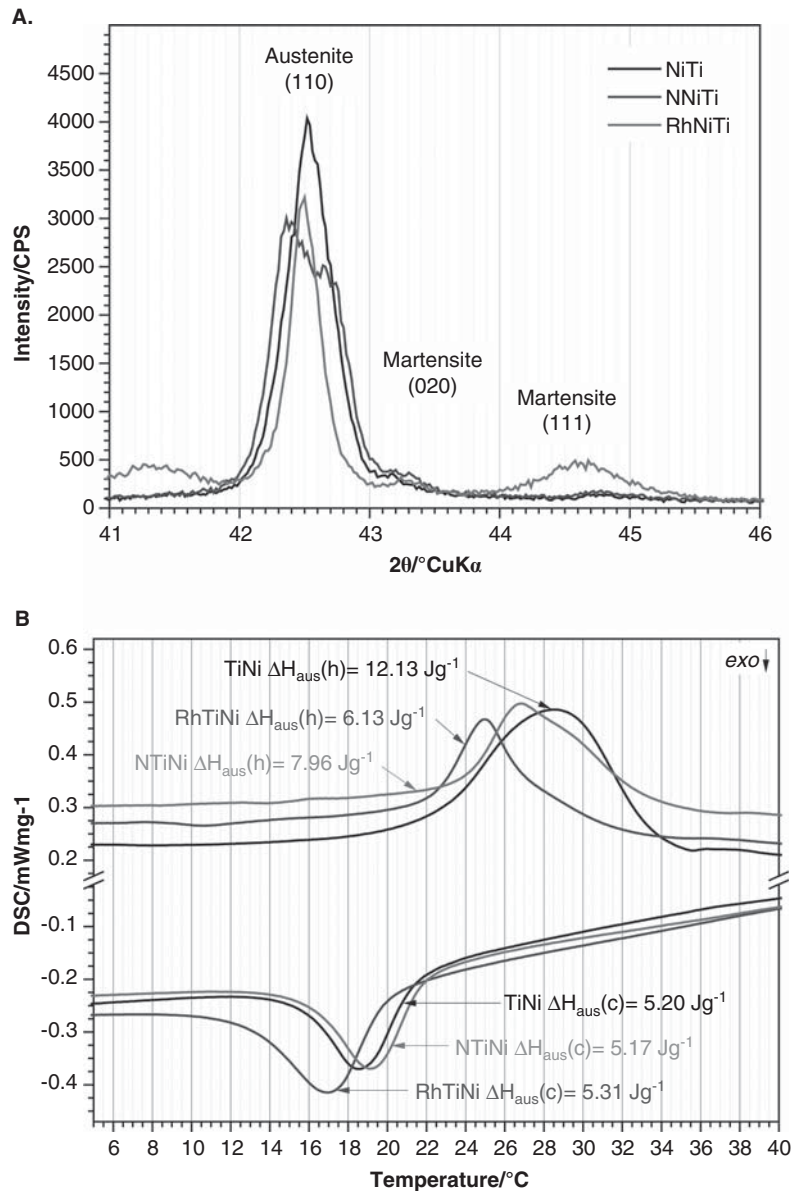 A.
Austenite
(110)
NiTi
NNiTi
RhNiTi
Martensite
(020)
Martensite
(111)
4500
4000
3500
3000
2500
2000
1500
1000
500
0
Intensity/CPS
41 42 43 44 45 46
2θ/°CuKα
B
0.6
0.5
0.4
0.3
0.2
-0.1
-0.2
-0.3
-0.4
DSC/mWmg-1
TiNi ΔHaus(h)= 12.13 Jg-1
exo
RhTiNi ΔHaus(h)= 6.13 Jg-1
NTiNi ΔHaus(h)= 7.96 Jg-1
TiNi ΔHaus(c)= 5.20 Jg-1
NTiNi ΔHaus(c)= 5.17 Jg-1
RhTiNi ΔHaus(c)= 5.31 Jg-1
6 8 10 12 14 16 18 20 22 24 26 28 30 32 34 36 38 40
Temperature/°C